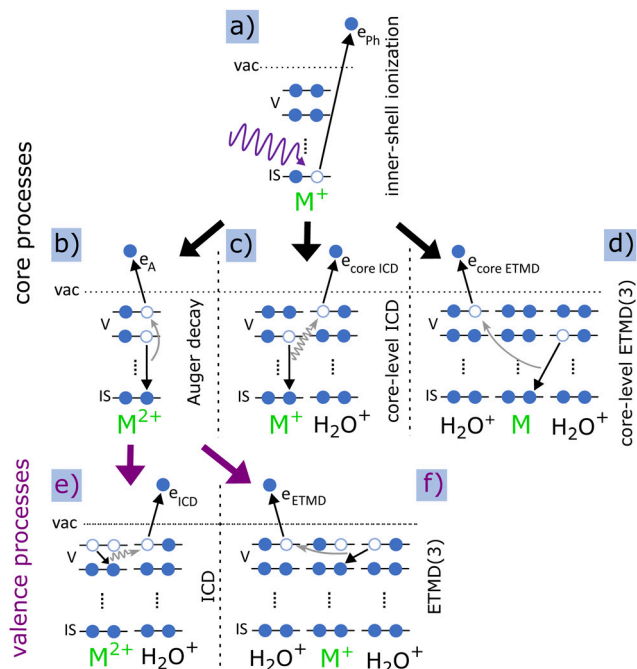 a)
e_Ph
vac
V
IS
M⁺
inner-shell ionization
core processes
b)
e_A
vac
V
IS
M²⁺
Auger decay
c)
e_core ICD
M⁺ H₂O⁺
core-level ICD
d)
e_core ETMD
V
IS
H₂O⁺ M H₂O⁺
core-level ETMD(3)
valence processes
e)
e_ICD
vac
V
IS
M²⁺ H₂O⁺
ICD
f)
e_ETMD
V
IS
H₂O⁺ M⁺ H₂O⁺
ETMD(3)